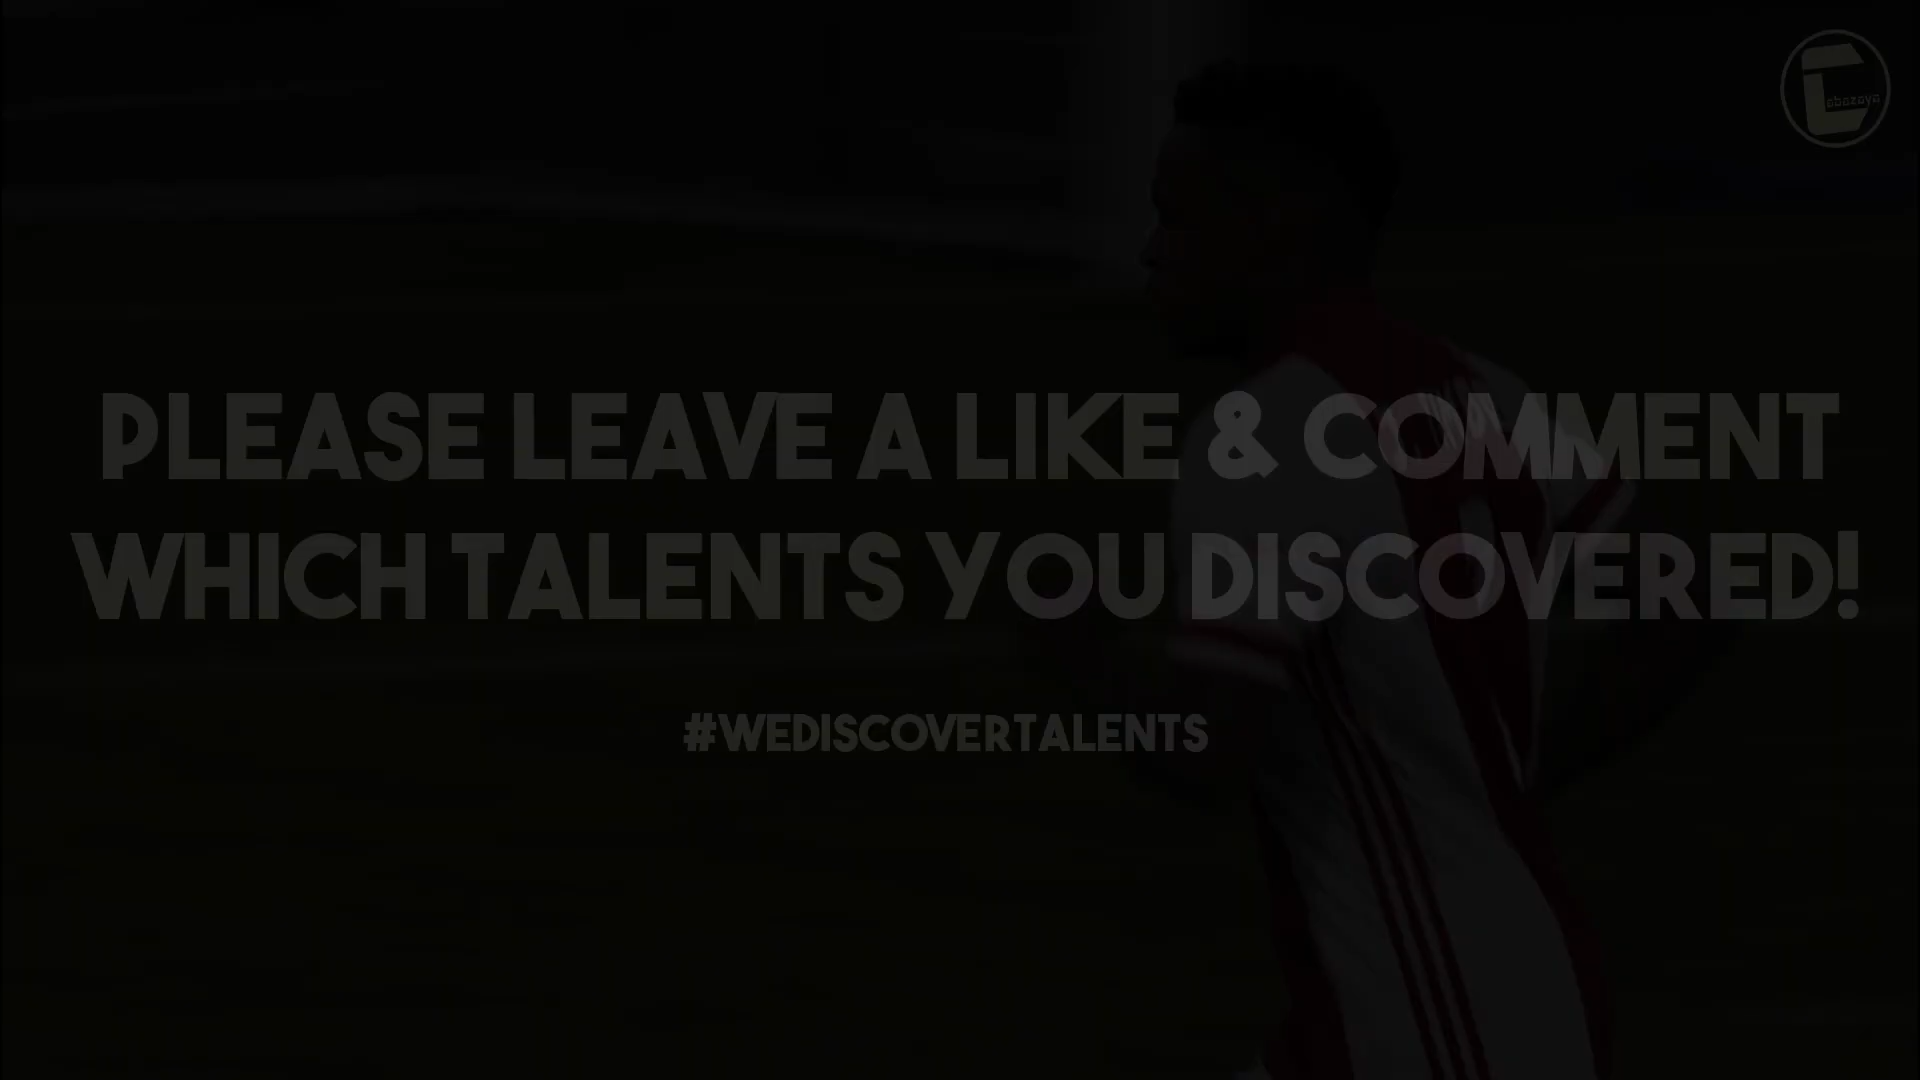 PLEASE LEAVE A LIKE & COMMENT
WHICH TALENTS YOU DISCOVERED!
#WEDISCOVERTALENTS